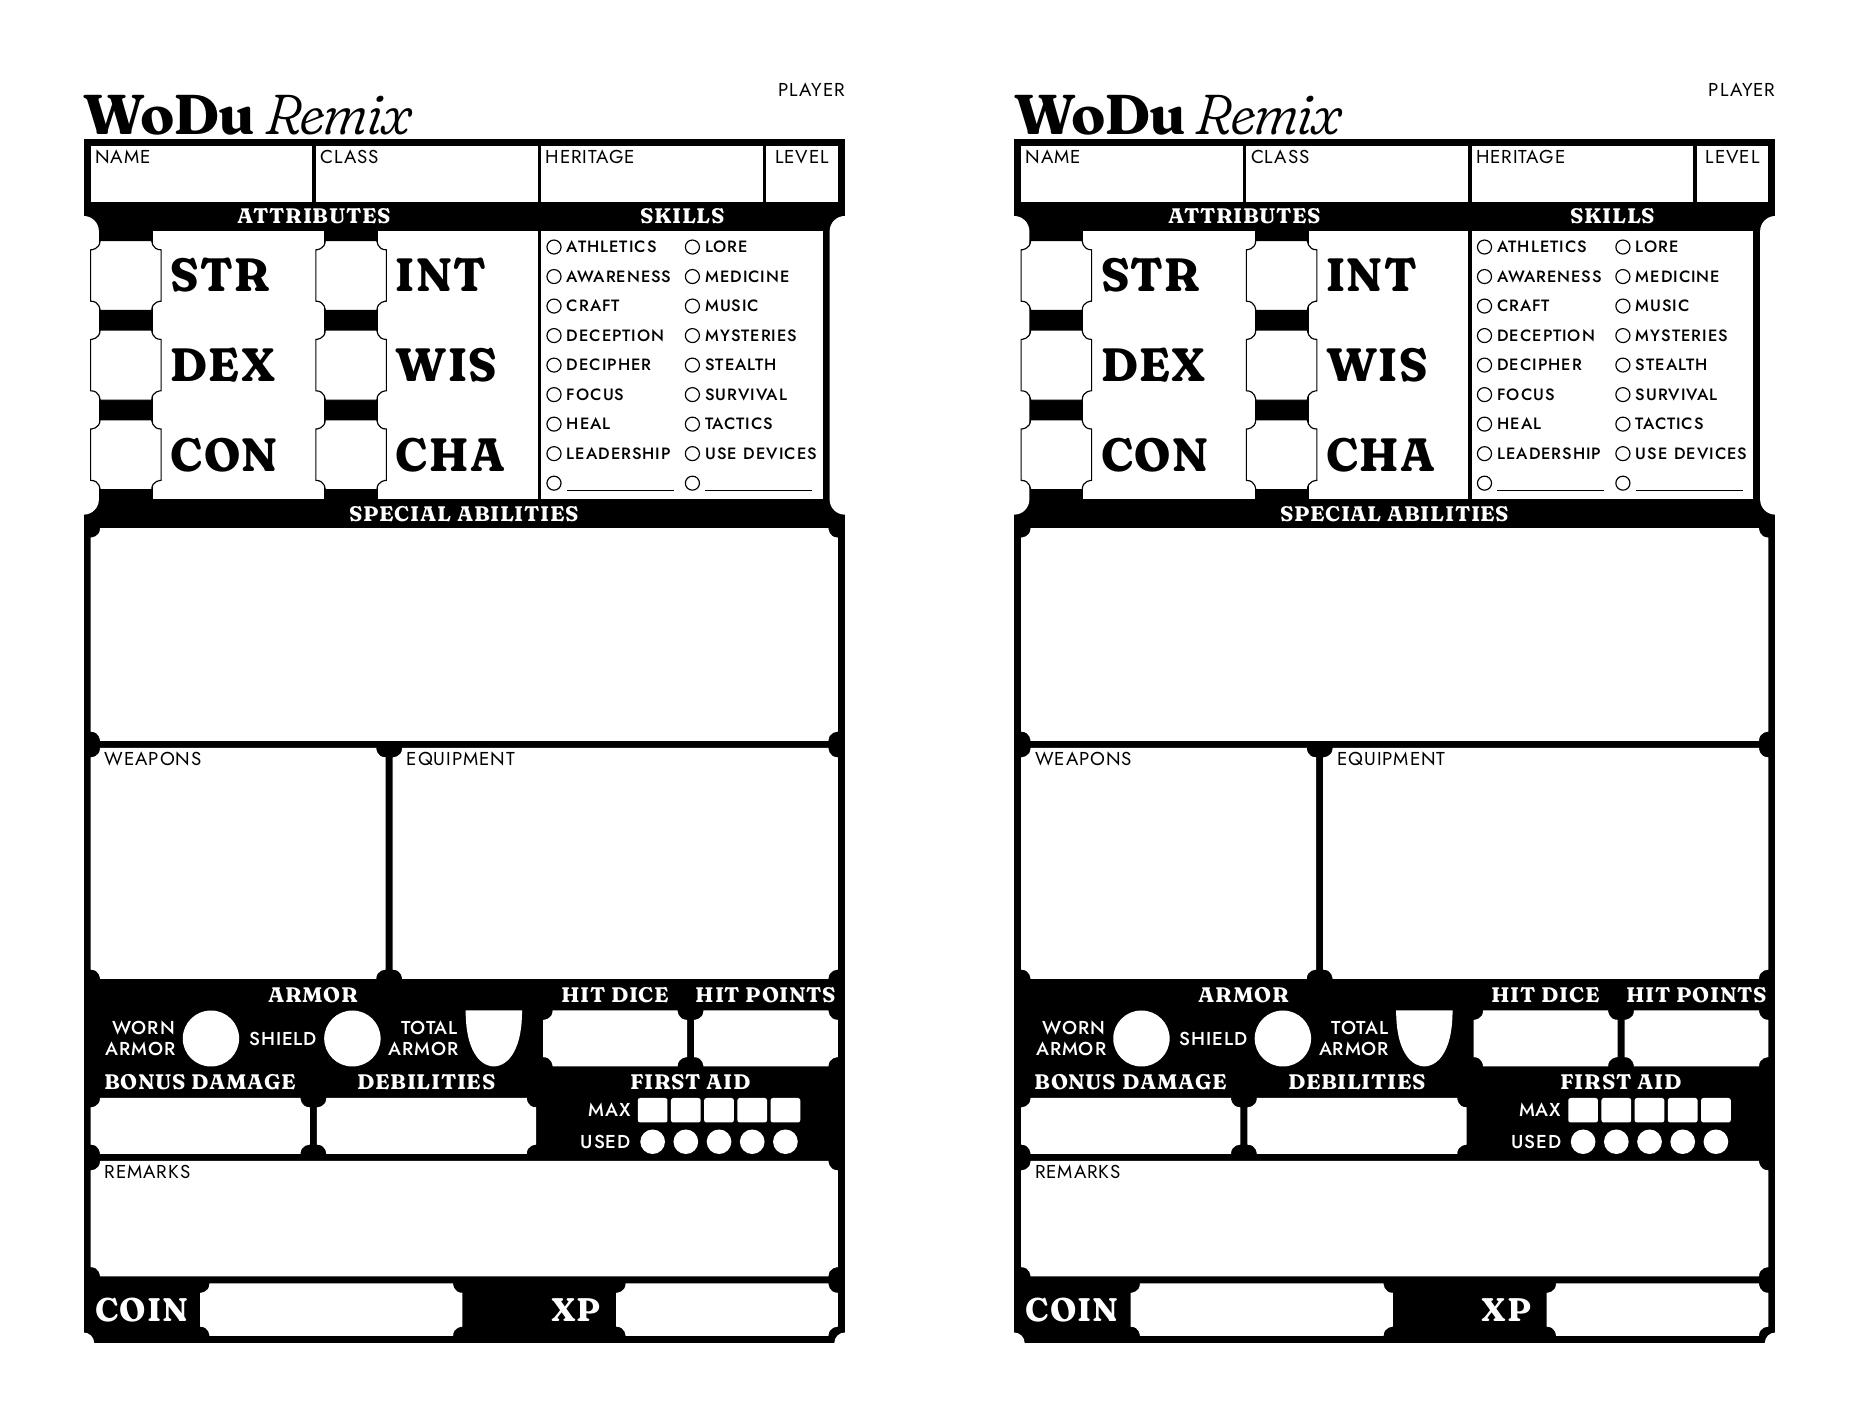 PLAYER
WoDu Remix
NAME CLASS HERITAGE LEVEL
ATTRIBUTES SKILLS
STR INT
DEX WIS
CON CHA
ATHLETICS LORE
AWARENESS MEDICINE
CRAFT MUSIC
DECEPTION MYSTERIES
DECIPHER STEALTH
FOCUS SURVIVAL
HEAL TACTICS
LEADERSHIP USE DEVICES
SPECIAL ABILITIES
WEAPONS EQUIPMENT
ARMOR HIT DICE HIT POINTS
WORN ARMOR SHIELD TOTAL ARMOR
BONUS DAMAGE DEBILITIES FIRST AID
MAX
USED
REMARKS
COIN XP
PLAYER
WoDu Remix
NAME CLASS HERITAGE LEVEL
ATTRIBUTES SKILLS
STR INT
DEX WIS
CON CHA
ATHLETICS LORE
AWARENESS MEDICINE
CRAFT MUSIC
DECEPTION MYSTERIES
DECIPHER STEALTH
FOCUS SURVIVAL
HEAL TACTICS
LEADERSHIP USE DEVICES
SPECIAL ABILITIES
WEAPONS EQUIPMENT
ARMOR HIT DICE HIT POINTS
WORN ARMOR SHIELD TOTAL ARMOR
BONUS DAMAGE DEBILITIES FIRST AID
MAX
USED
REMARKS
COIN XP